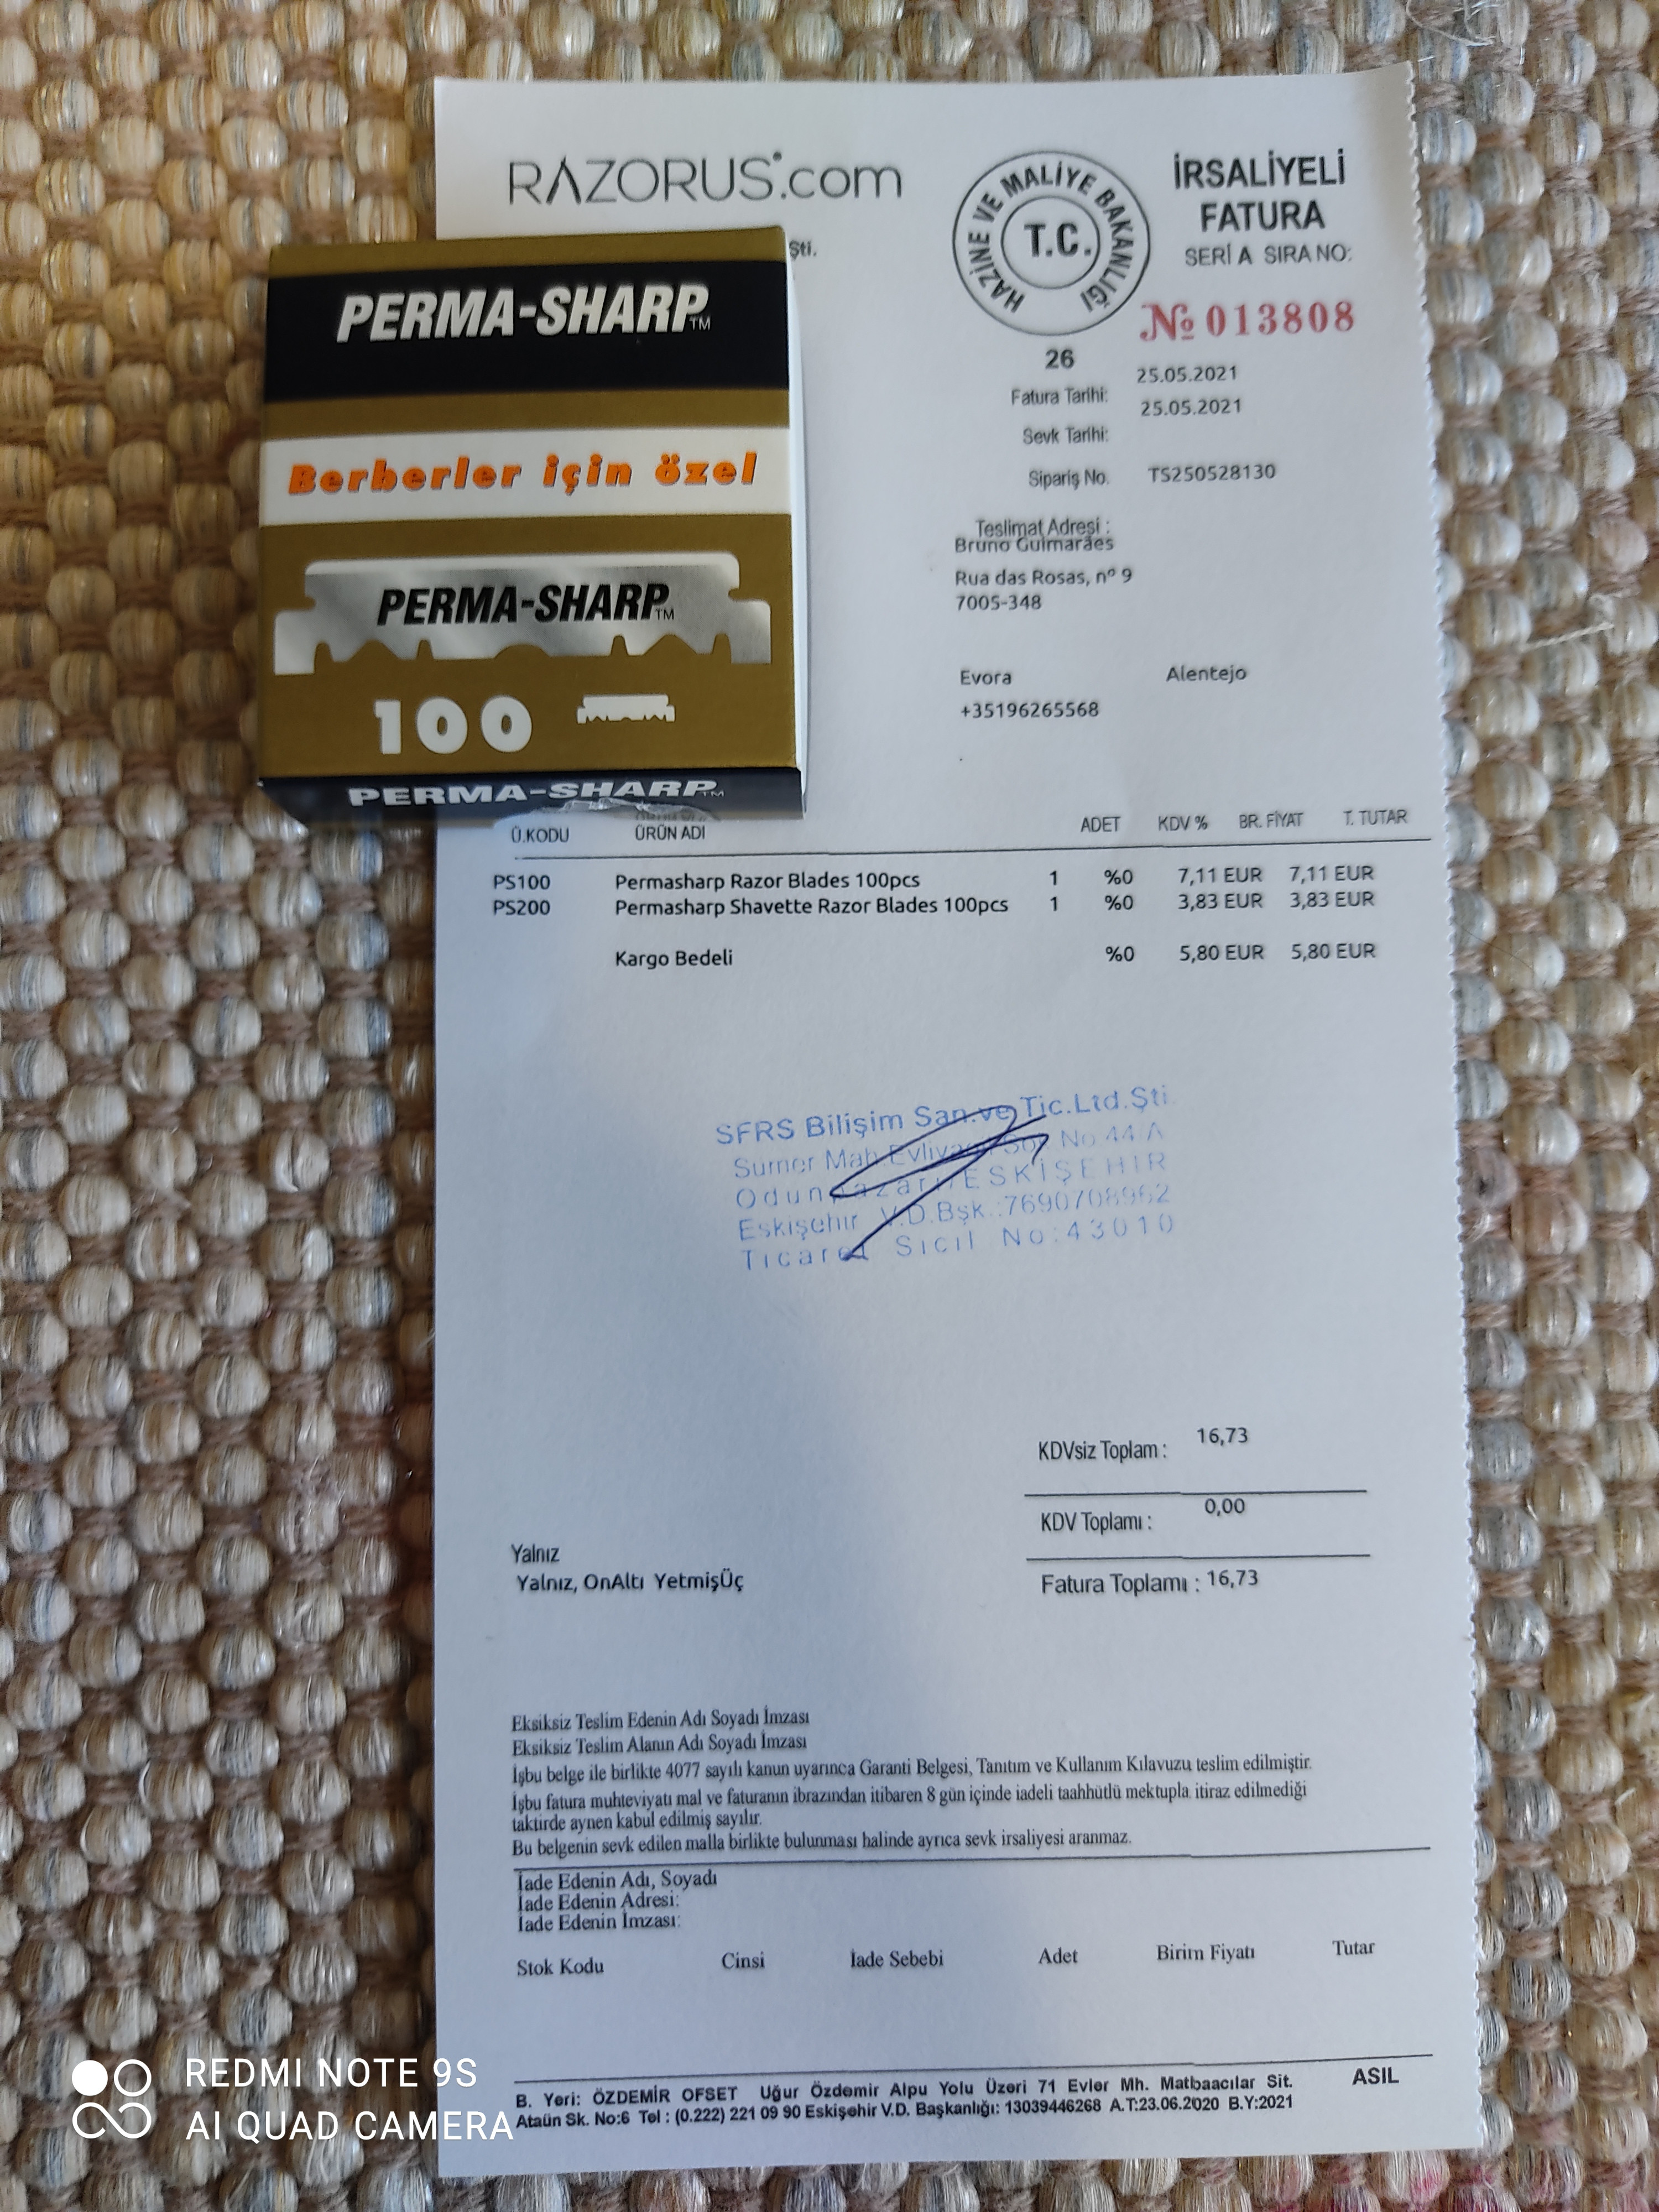 RAZORUS.com
Şti.
HAZİNE VE MALİYE BAKANLIĞI
T.C.
İRSALİYELİ
FATURA
SERİ A SIRA NO:
№ 013808
26
Fatura Tarihi: 25.05.2021
Sevk Tarihi: 25.05.2021
Sipariş No. TS250528130
Teslimat Adresi :
Bruno Guimarães
Rua das Rosas, nº 9
7005-348
Evora Alentejo
+35196265568
PERMA-SHARP™
Berberler için özel
PERMA-SHARP™
100
PERMA-SHARP™
Ü.KODU ÜRÜN ADI ADET KDV % BR. FİYAT T. TUTAR
PS100 Permasharp Razor Blades 100pcs 1 %0 7,11 EUR 7,11 EUR
PS200 Permasharp Shavette Razor Blades 100pcs 1 %0 3,83 EUR 3,83 EUR
Kargo Bedeli %0 5,80 EUR 5,80 EUR
SFRS Bilişim San.ve Tic.Ltd.Şti.
Sümer Mah. No:44/A
Odunpazarı/ESKİŞEHİR
Eskişehir V.D.Bşk.:7690708962
Ticaret Sicil No:43010
KDVsiz Toplam : 16,73
KDV Toplamı : 0,00
Fatura Toplamı : 16,73
Yalnız
Yalnız, OnAltı YetmişÜç
Eksiksiz Teslim Edenin Adı Soyadı İmzası
Eksiksiz Teslim Alanın Adı Soyadı İmzası
İşbu belge ile birlikte 4077 sayılı kanun uyarınca Garanti Belgesi, Tanıtım ve Kullanım Kılavuzu teslim edilmiştir.
İşbu fatura muhteviyatı mal ve faturanın ibrazından itibaren 8 gün içinde iadeli taahhütlü mektupla itiraz edilmediği
taktirde aynen kabul edilmiş sayılır.
Bu belgenin sevk edilen malla birlikte bulunması halinde ayrıca sevk irsaliyesi aranmaz.
İade Edenin Adı, Soyadı
İade Edenin Adresi:
İade Edenin İmzası:
Stok Kodu Cinsi İade Sebebi Adet Birim Fiyatı Tutar
B. Yeri: ÖZDEMİR OFSET Uğur Özdemir Alpu Yolu Üzeri 71 Evler Mh. Matbaacılar Sit. ASIL
Ataün Sk. No:6 Tel : (0.222) 221 09 90 Eskişehir V.D. Başkanlığı: 13039446268 A.T:23.06.2020 B.Y:2021
REDMI NOTE 9S
AI QUAD CAMERA